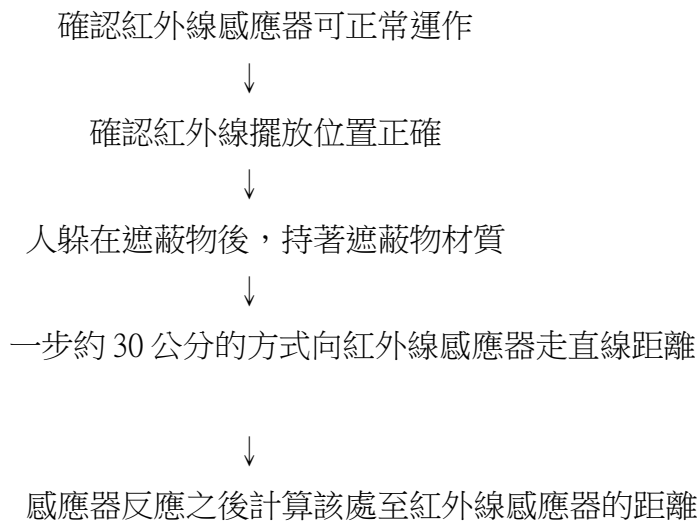 確認紅外線感應器可正常運作
↓
確認紅外線擺放位置正確
↓
人躲在遮蔽物後，持著遮蔽物材質
↓
一步約 30 公分的方式向紅外線感應器走直線距離
↓
感應器反應之後計算該處至紅外線感應器的距離